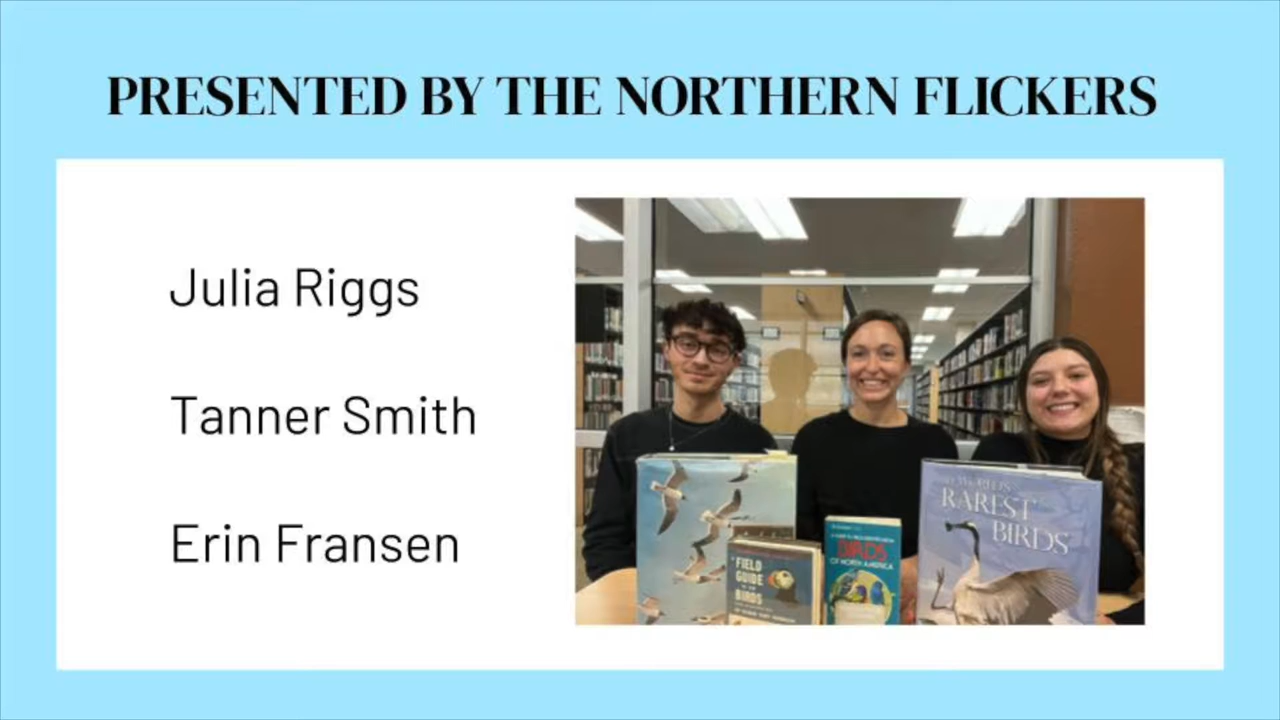 PRESENTED BY THE NORTHERN FLICKERS
Julia Riggs
Tanner Smith
Erin Fransen
FIELD
GUIDE
BIRDS
BIRDS
OF NORTH AMERICA
WORLD'S
RAREST
BIRDS